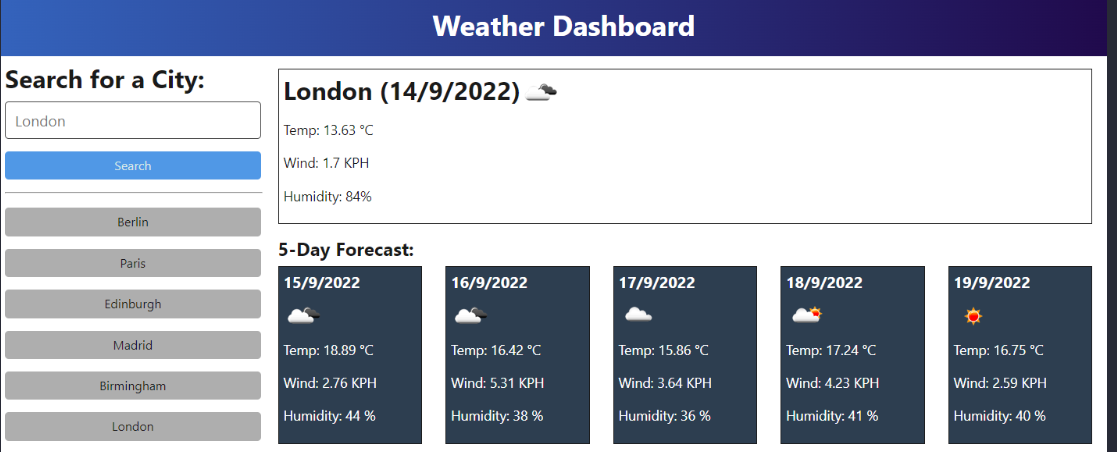 Weather Dashboard
Search for a City:
London
Search
Berlin
Paris
Edinburgh
Madrid
Birmingham
London
London (14/9/2022)
Temp: 13.63 °C
Wind: 1.7 KPH
Humidity: 84%
5-Day Forecast:
15/9/2022
Temp: 18.89 °C
Wind: 2.76 KPH
Humidity: 44 %
16/9/2022
Temp: 16.42 °C
Wind: 5.31 KPH
Humidity: 38 %
17/9/2022
Temp: 15.86 °C
Wind: 3.64 KPH
Humidity: 36 %
18/9/2022
Temp: 17.24 °C
Wind: 4.23 KPH
Humidity: 41 %
19/9/2022
Temp: 16.75 °C
Wind: 2.59 KPH
Humidity: 40 %